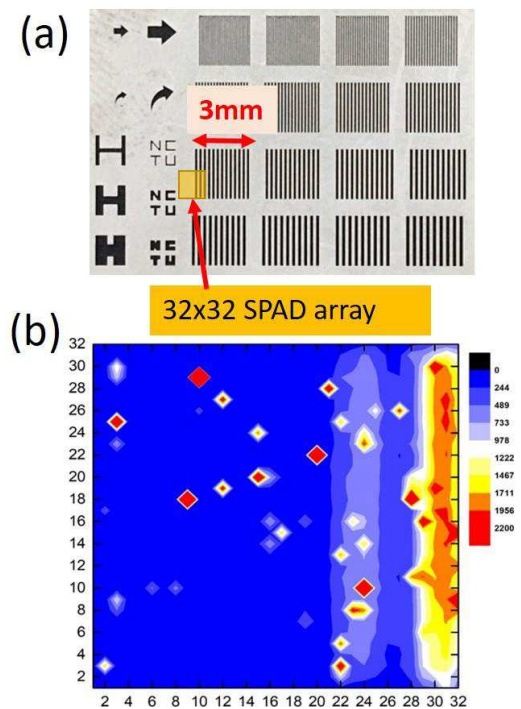 (a)
3mm
NC
TU
NC
TU
NC
TU
H
H
H
32x32 SPAD array
(b)
32
30
28
26
24
22
20
18
16
14
12
10
8
6
4
2
2 4 6 8 10 12 14 16 18 20 22 24 26 28 30 32
0
244
489
733
978
1222
1467
1711
1956
2200